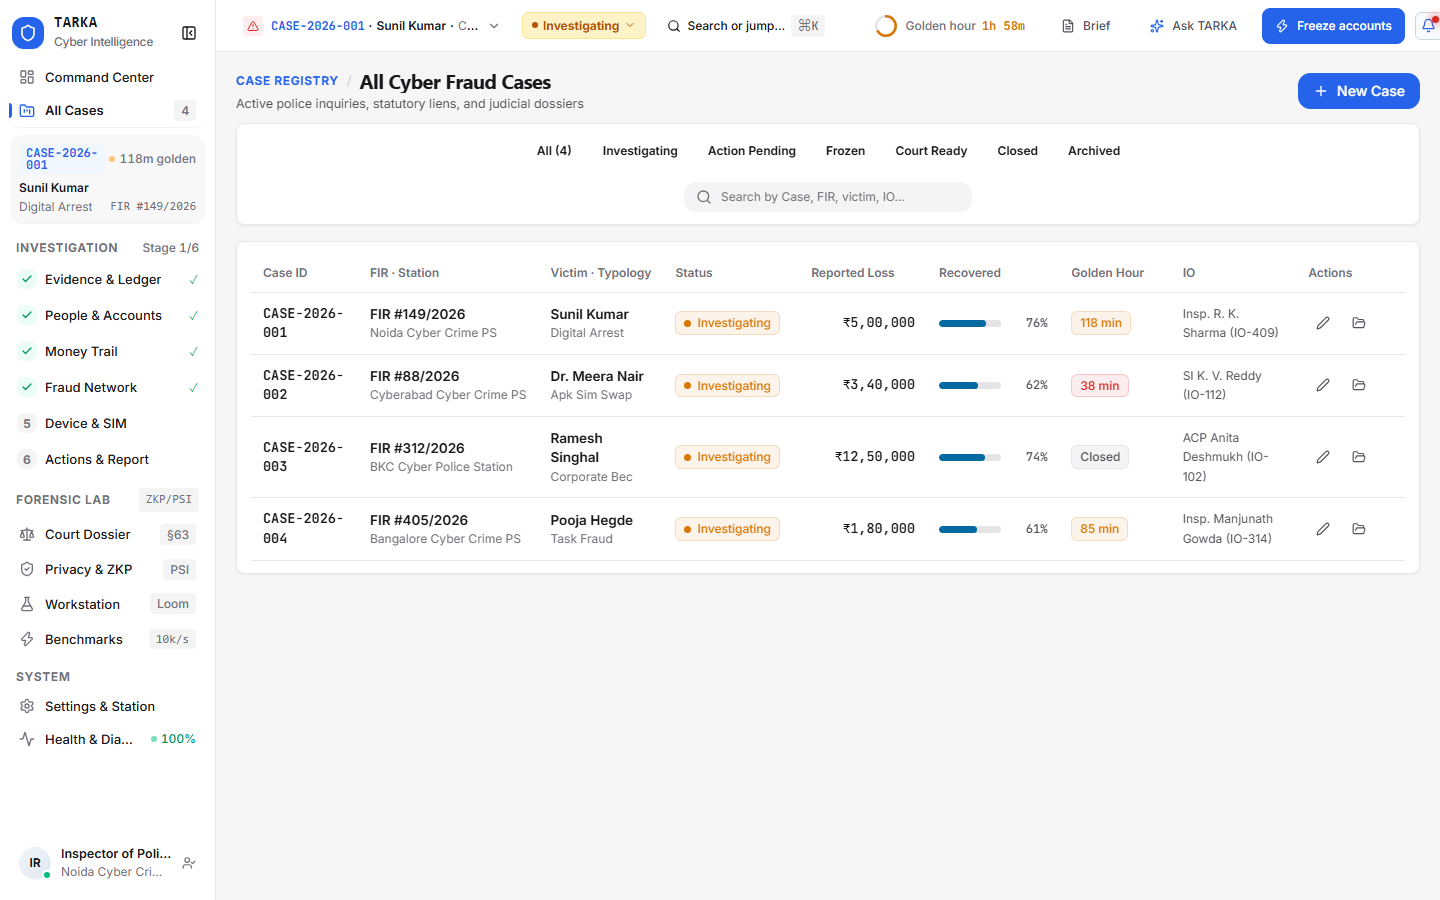 TARKA
Cyber Intelligence
Command Center
All Cases 4
CASE-2026-001
118m golden
Sunil Kumar
Digital Arrest FIR #149/2026
INVESTIGATION Stage 1/6
Evidence & Ledger ✓
People & Accounts ✓
Money Trail ✓
Fraud Network ✓
5 Device & SIM
6 Actions & Report
FORENSIC LAB ZKP/PSI
Court Dossier §63
Privacy & ZKP PSI
Workstation Loom
Benchmarks 10k/s
SYSTEM
Settings & Station
Health & Dia... 100%
IR
Inspector of Poli...
Noida Cyber Cri...
CASE-2026-001 · Sunil Kumar · C...
Investigating
Search or jump... ⌘K
Golden hour 1h 58m
Brief
Ask TARKA
Freeze accounts
CASE REGISTRY / All Cyber Fraud Cases
Active police inquiries, statutory liens, and judicial dossiers
+ New Case
All (4) Investigating Action Pending Frozen Court Ready Closed Archived
Search by Case, FIR, victim, IO...
Case ID FIR · Station Victim · Typology Status Reported Loss Recovered Golden Hour IO Actions
CASE-2026-001
FIR #149/2026
Noida Cyber Crime PS
Sunil Kumar
Digital Arrest
Investigating
₹5,00,000
76%
118 min
Insp. R. K.
Sharma (IO-409)
CASE-2026-002
FIR #88/2026
Cyberabad Cyber Crime PS
Dr. Meera Nair
Apk Sim Swap
Investigating
₹3,40,000
62%
38 min
SI K. V. Reddy
(IO-112)
CASE-2026-003
FIR #312/2026
BKC Cyber Police Station
Ramesh
Singhal
Corporate Bec
Investigating
₹12,50,000
74%
Closed
ACP Anita
Deshmukh (IO-
102)
CASE-2026-004
FIR #405/2026
Bangalore Cyber Crime PS
Pooja Hegde
Task Fraud
Investigating
₹1,80,000
61%
85 min
Insp. Manjunath
Gowda (IO-314)